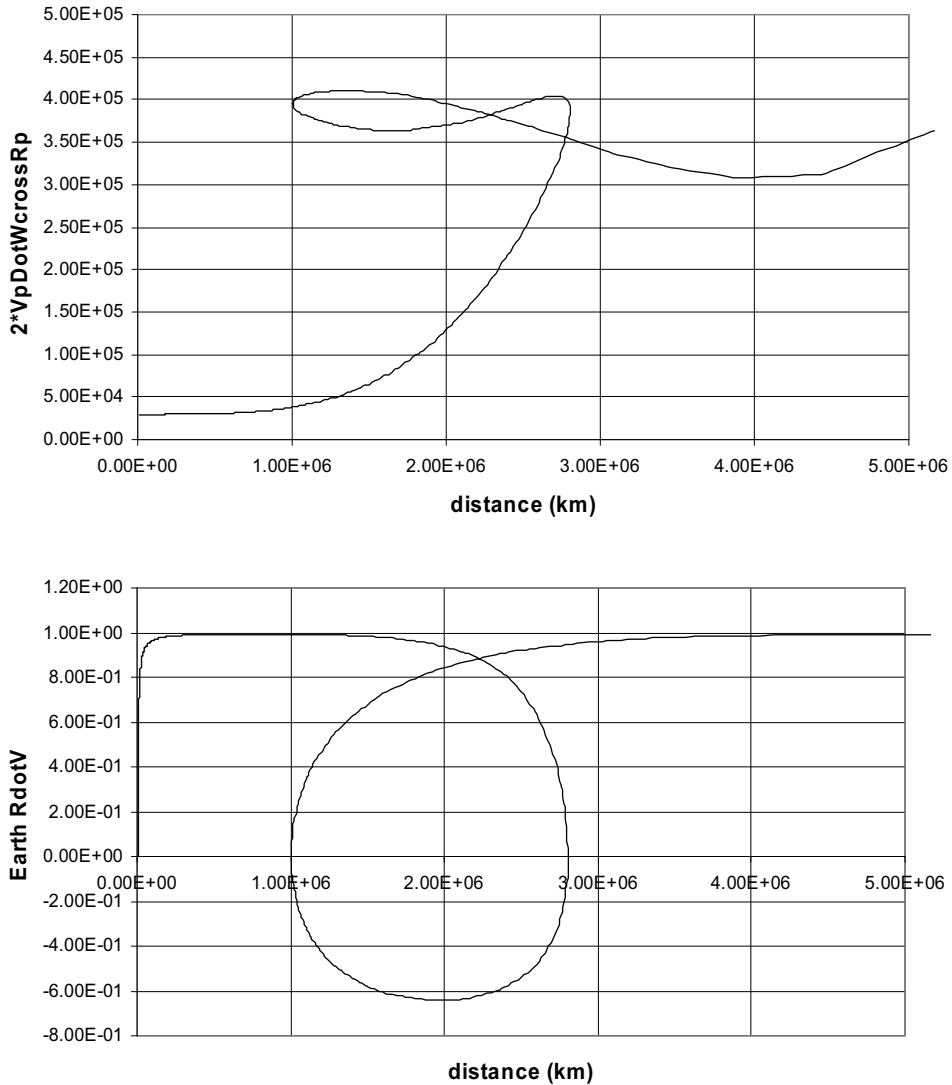 5.00E+05
4.50E+05
4.00E+05
3.50E+05
3.00E+05
2.50E+05
2.00E+05
1.50E+05
1.00E+05
5.00E+04
0.00E+00
2*VpDotWcrossRp
0.00E+00 1.00E+06 2.00E+06 3.00E+06 4.00E+06 5.00E+06
distance (km)
1.20E+00
1.00E+00
8.00E-01
6.00E-01
4.00E-01
2.00E-01
0.00E+00
-2.00E-01
-4.00E-01
-6.00E-01
-8.00E-01
Earth RdotV
0.00E+00 1.00E+06 2.00E+06 3.00E+06 4.00E+06 5.00E+06
distance (km)